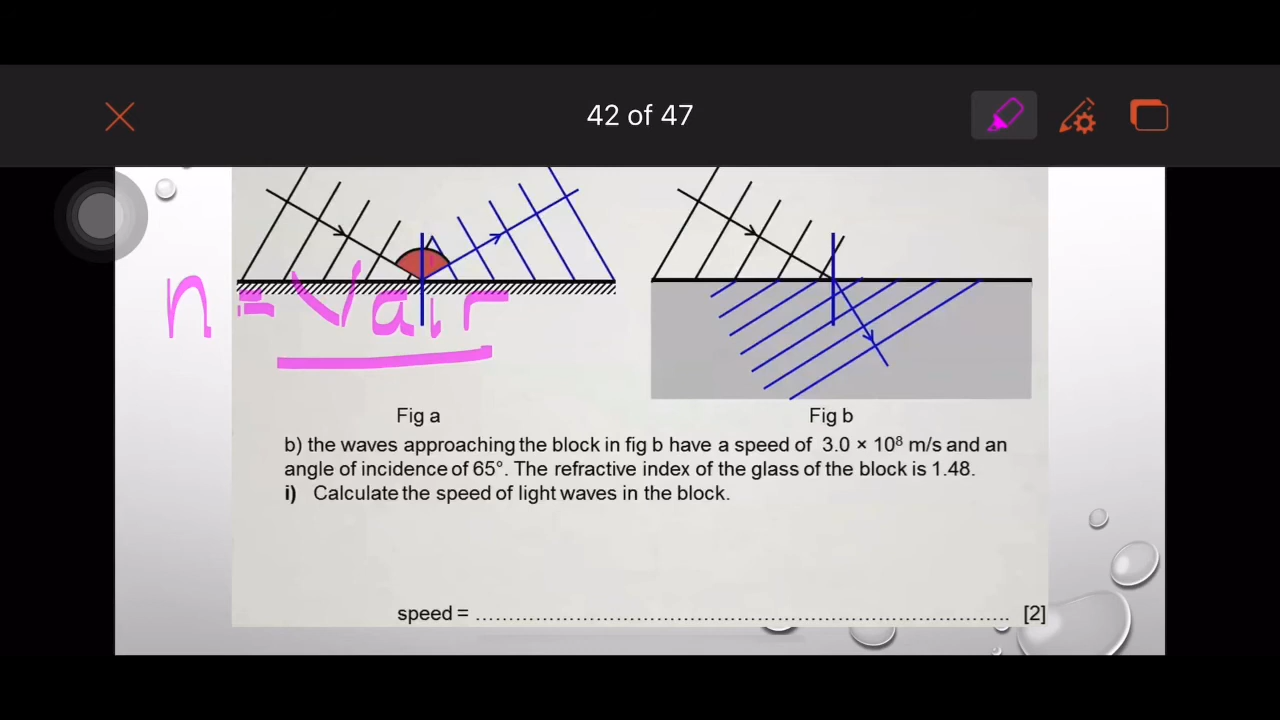 42 of 47
n = Vair
Fig a
Fig b
b) the waves approaching the block in fig b have a speed of 3.0 × 10⁸ m/s and an
angle of incidence of 65°. The refractive index of the glass of the block is 1.48.
i) Calculate the speed of light waves in the block.
speed = ........................................................................................... [2]